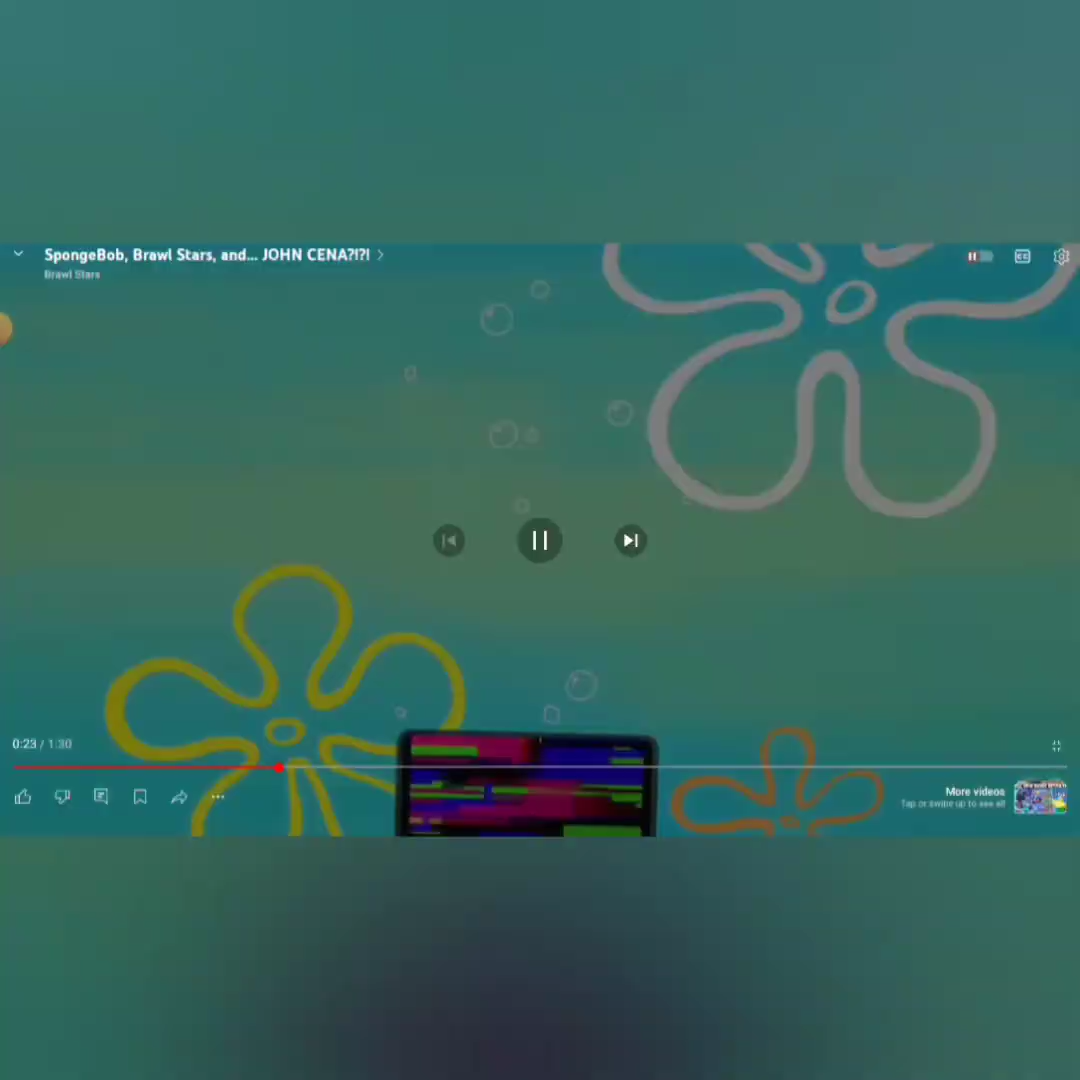 SpongeBob, Brawl Stars, and... JOHN CENA?!?!
Brawl Stars
CC
0:23 / 1:30
More videos
Tap or swipe up to see all